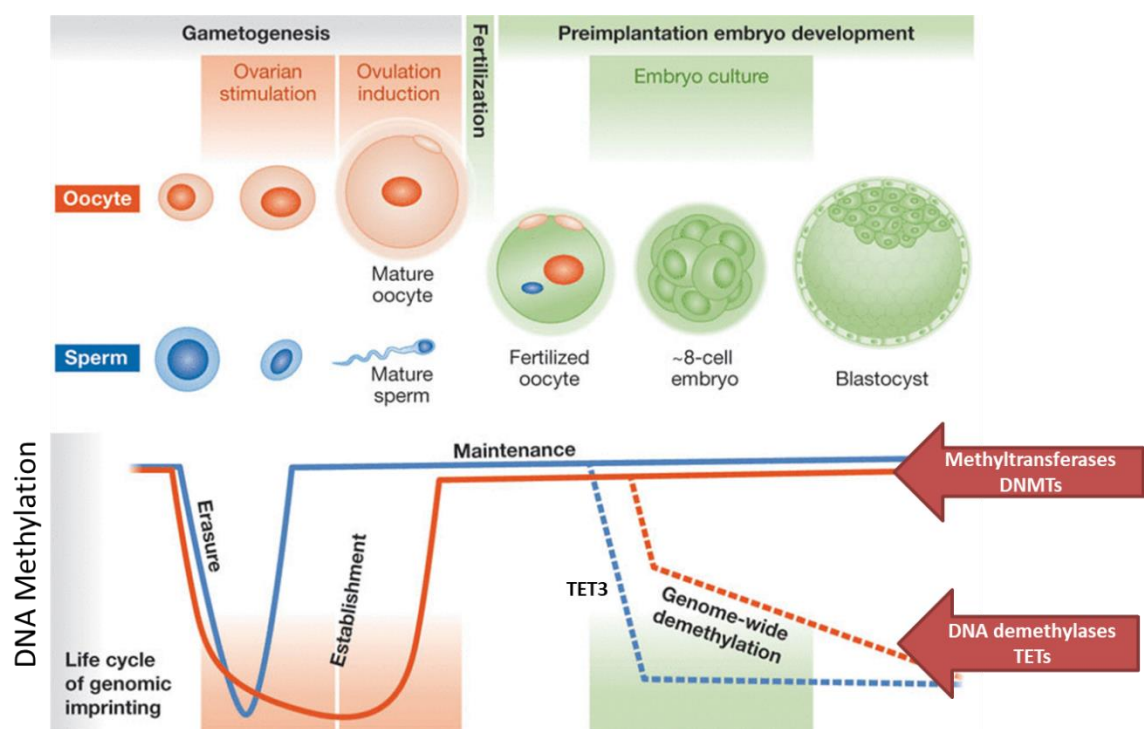 Gametogenesis
Fertilization
Preimplantation embryo development
Ovarian
stimulation
Ovulation
induction
Embryo culture
Oocyte
Mature
oocyte
Sperm
Mature
sperm
Fertilized
oocyte
~8-cell
embryo
Blastocyst
DNA Methylation
Maintenance
Methyltransferases
DNMTs
Erasure
Establishment
TET3
Genome-wide
demethylation
DNA demethylases
TETs
Life cycle
of genomic
imprinting